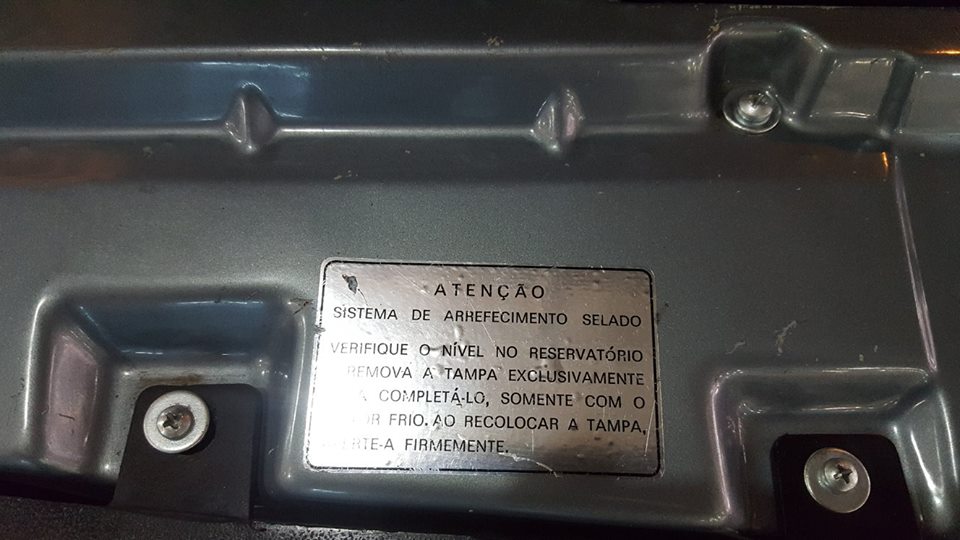 ATENÇÃO
SISTEMA DE ARREFECIMENTO SELADO
VERIFIQUE O NÍVEL NO RESERVATÓRIO
REMOVA A TAMPA EXCLUSIVAMENTE
COMPLETÁ-LO, SOMENTE COM O
FRIO. AO RECOLOCAR A TAMPA,
FIRMEMENTE.